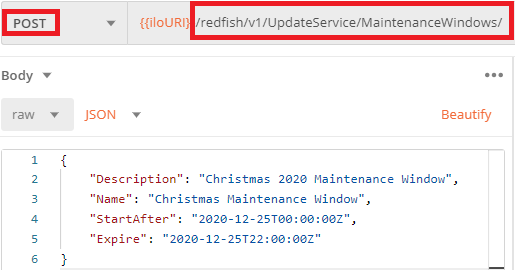 POST {{iloURI}}/redfish/v1/UpdateService/MaintenanceWindows/
Body
raw JSON Beautify
1 {
2 "Description": "Christmas 2020 Maintenance Window",
3 "Name": "Christmas Maintenance Window",
4 "StartAfter": "2020-12-25T00:00:00Z",
5 "Expire": "2020-12-25T22:00:00Z"
6 }